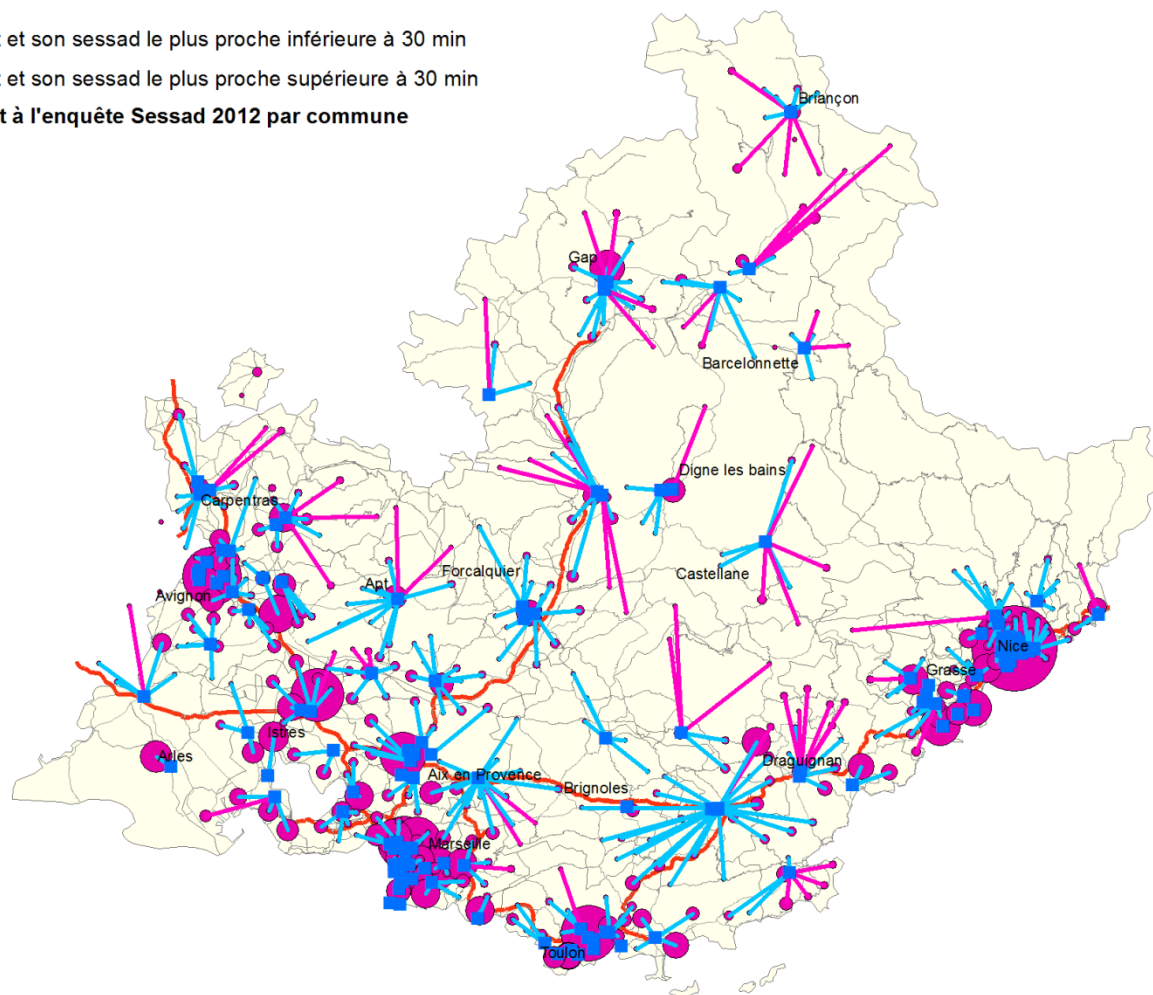 t et son sessad le plus proche inférieure à 30 min
t et son sessad le plus proche supérieure à 30 min
t à l'enquête Sessad 2012 par commune
Briançon
Gap
Barcelonnette
Digne les bains
Carpentras
Forcalquier
Apt
Castellane
Avignon
Nice
Grasse
Istres
Arles
Draguignan
Aix en Provence
Brignoles
Marseille
Toulon